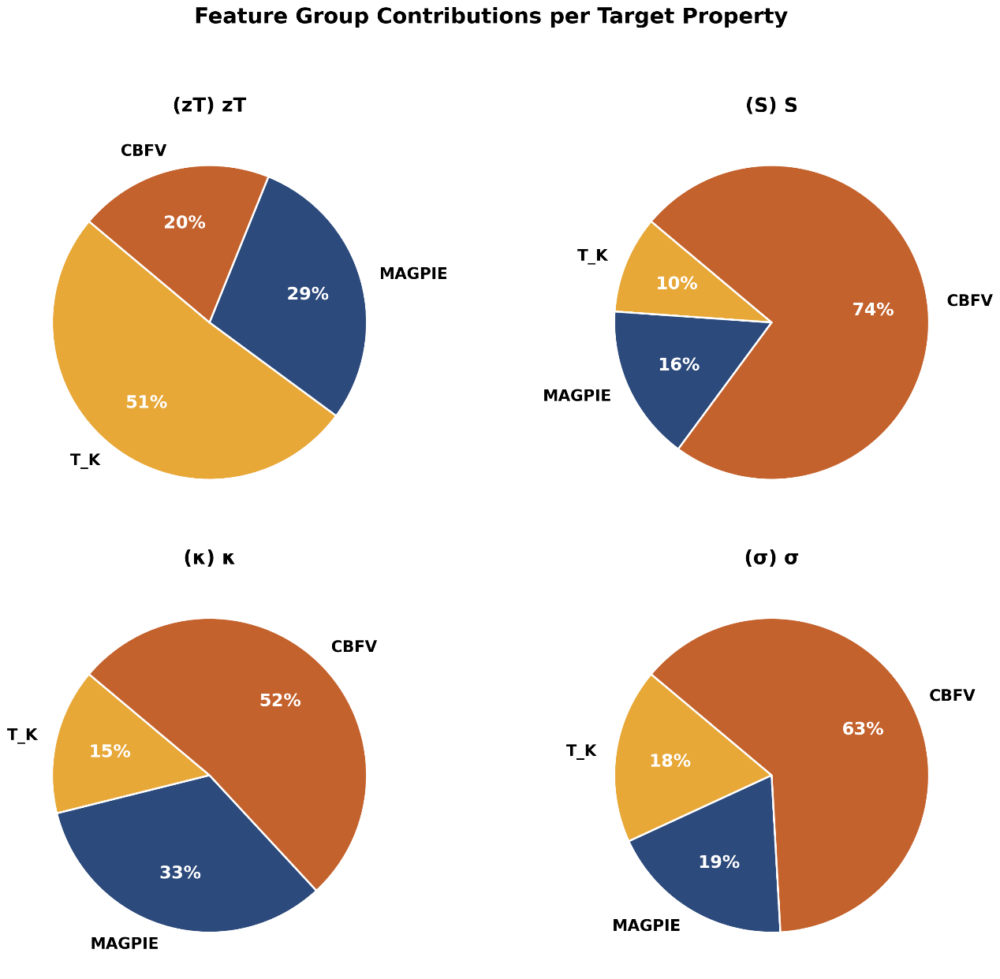 Feature Group Contributions per Target Property
(zT) zT
CBFV
20%
MAGPIE
29%
51%
T_K
(S) S
T_K
10%
74%
CBFV
16%
MAGPIE
(κ) κ
CBFV
52%
T_K
15%
33%
MAGPIE
(σ) σ
CBFV
63%
T_K
18%
19%
MAGPIE